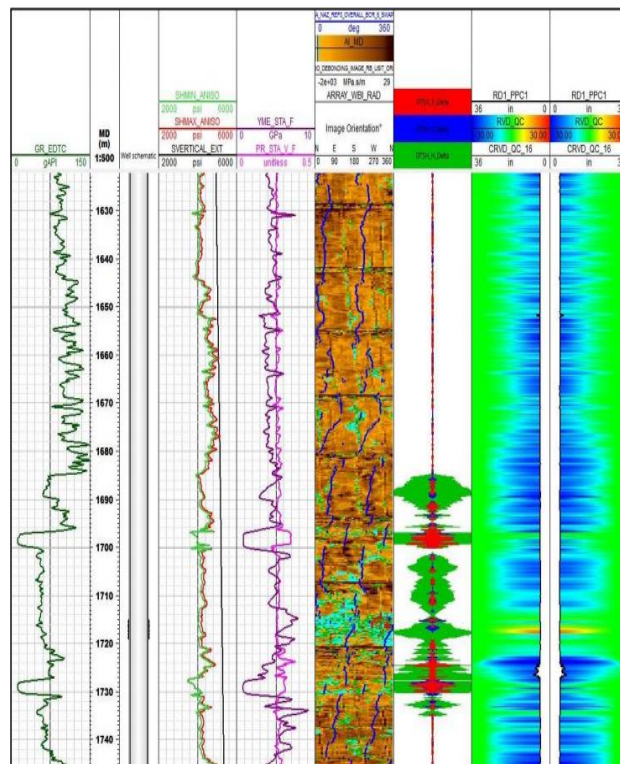 0 deg 360
AI_MD
-2e+03 MPa.s/m 29
ARRAY_WBI_RAD
Image Orientation*
N E S W N
0 90 180 270 360
MD
(m)
1:500
GR_EDTC
0 gAPI 150
Well schematic
SHMIN_ANISO
2000 psi 6000
SHMAX_ANISO
2000 psi 6000
SVERTICAL_EXT
2000 psi 6000
YME_STA_F
0 GPa 10
PR_STA_V_F
0 unitless 0.5
RD1_PPC1
36 in 0
RVD_QC
-30.00 30.00
CRVD_QC_16
36 in 0
RD1_PPC1
0 in
RVD_QC
-30.00 30.00
CRVD_QC_16
0 in
1630
1640
1650
1660
1670
1680
1690
1700
1710
1720
1730
1740